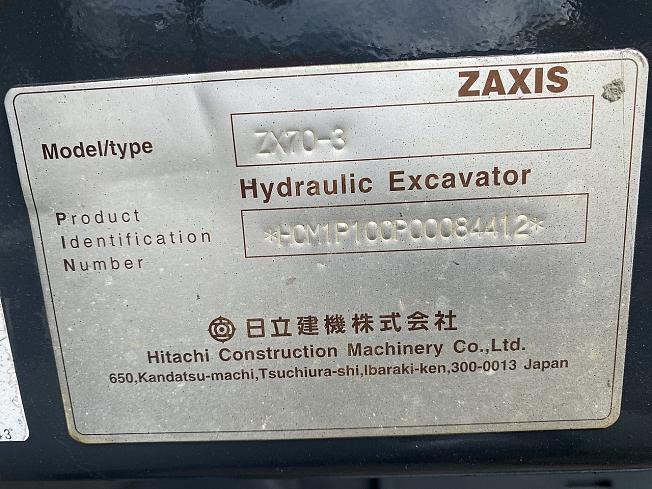 ZAXIS
Model/type ZX70-3
Hydraulic Excavator
Product
Identification
Number
*HCM1P100P00084412*
日立建機株式会社
Hitachi Construction Machinery Co.,Ltd.
650,Kandatsu-machi,Tsuchiura-shi,Ibaraki-ken,300-0013 Japan